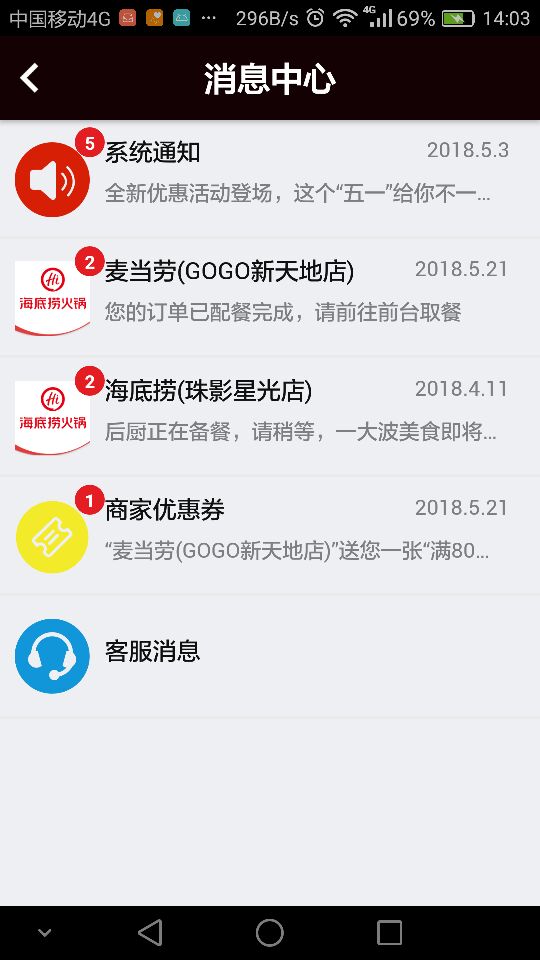 中国移动4G ··· 296B/s 4G 69% 14:03
消息中心
5
系统通知 2018.5.3
全新优惠活动登场，这个“五一”给你不一...
2
麦当劳(GOGO新天地店) 2018.5.21
Hi
海底捞火锅
您的订单已配餐完成，请前往前台取餐
2
海底捞(珠影星光店) 2018.4.11
Hi
海底捞火锅
后厨正在备餐，请稍等，一大波美食即将...
1
商家优惠券 2018.5.21
“麦当劳(GOGO新天地店)”送您一张“满80...
客服消息